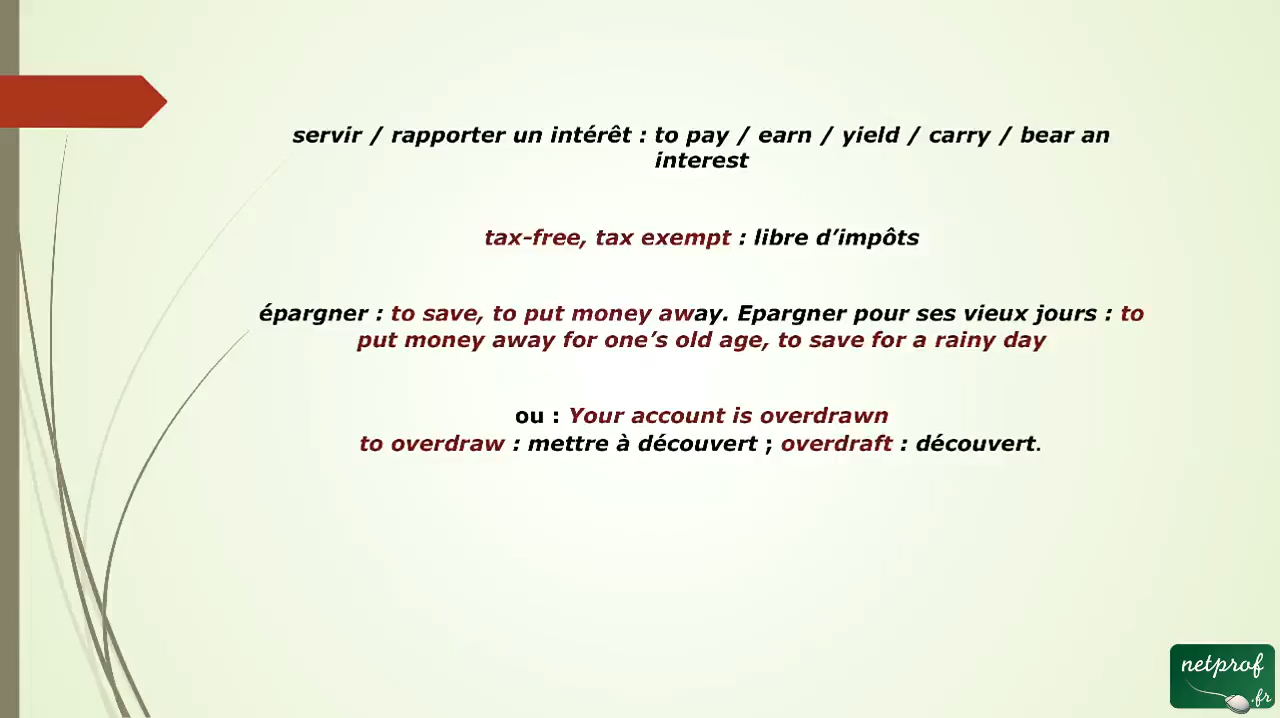 servir / rapporter un intérêt : to pay / earn / yield / carry / bear an
interest
tax-free, tax exempt : libre d’impôts
épargner : to save, to put money away. Epargner pour ses vieux jours : to
put money away for one’s old age, to save for a rainy day
ou : Your account is overdrawn
to overdraw : mettre à découvert ; overdraft : découvert.
netprof
.fr